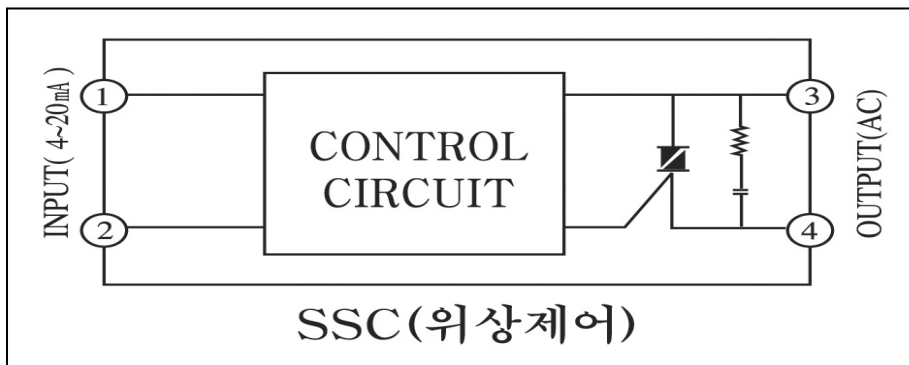 INPUT( 4~20㎃ )
1
2
CONTROL
CIRCUIT
3
4
OUTPUT(AC)
SSC(위상제어)